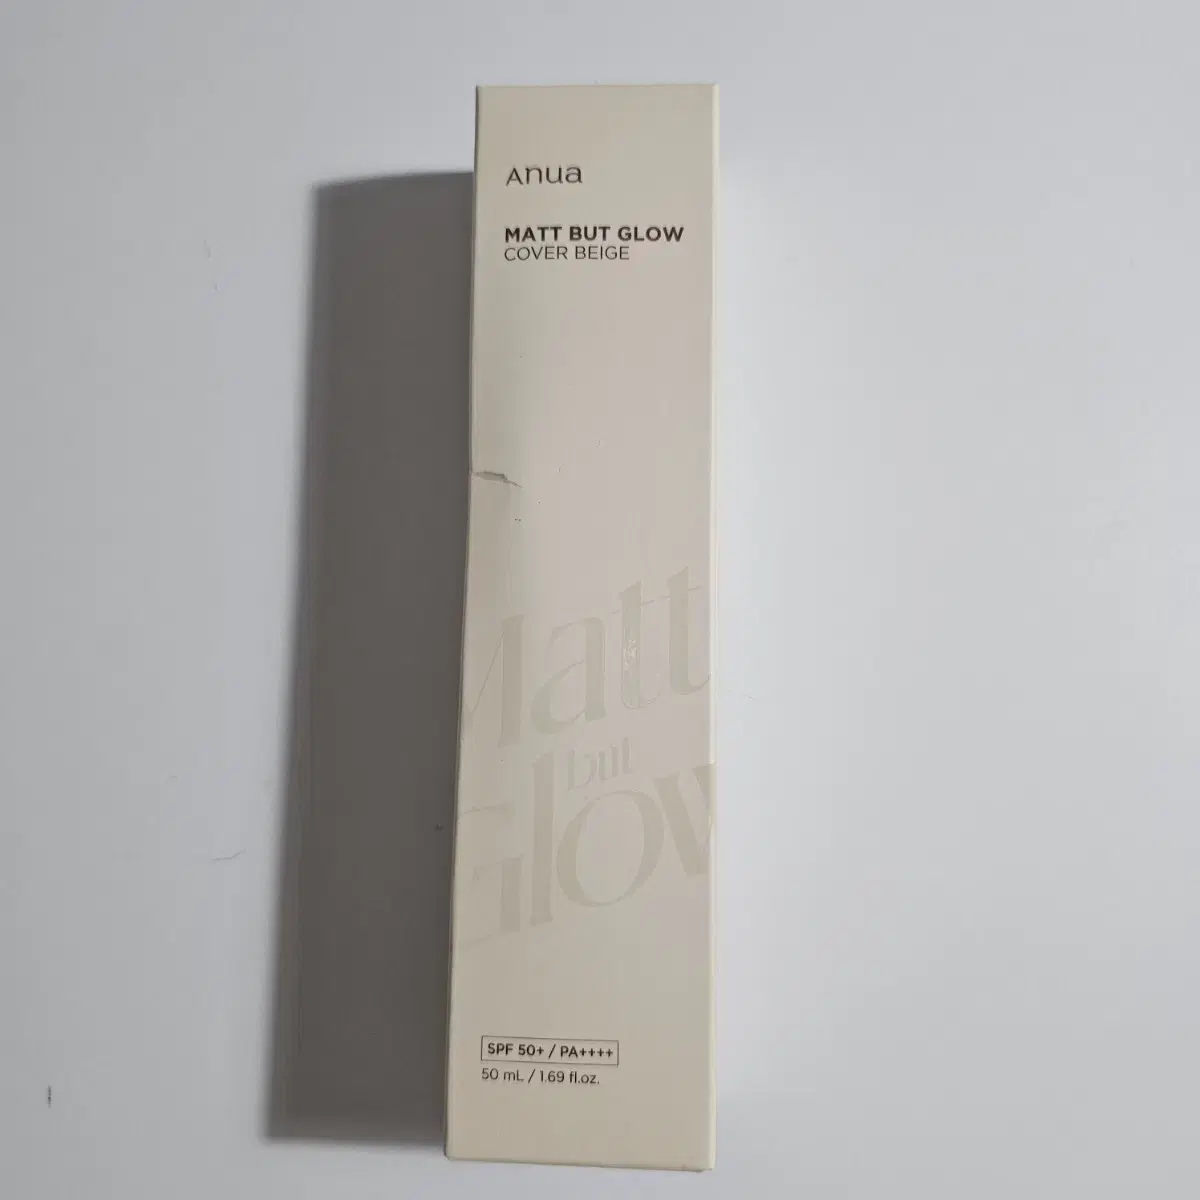 Anua
MATT BUT GLOW
COVER BEIGE
Matt
but
Glow
SPF 50+ / PA++++
50 mL / 1.69 fl.oz.